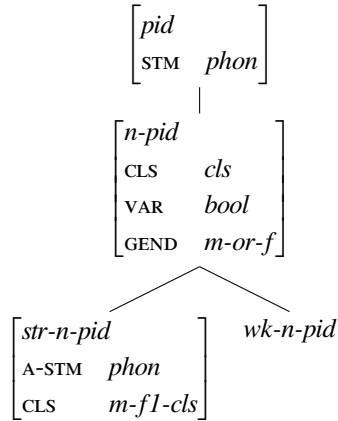 pid
STM phon
n-pid
CLS cls
VAR bool
GEND m-or-f
str-n-pid wk-n-pid
A-STM phon
CLS m-f1-cls